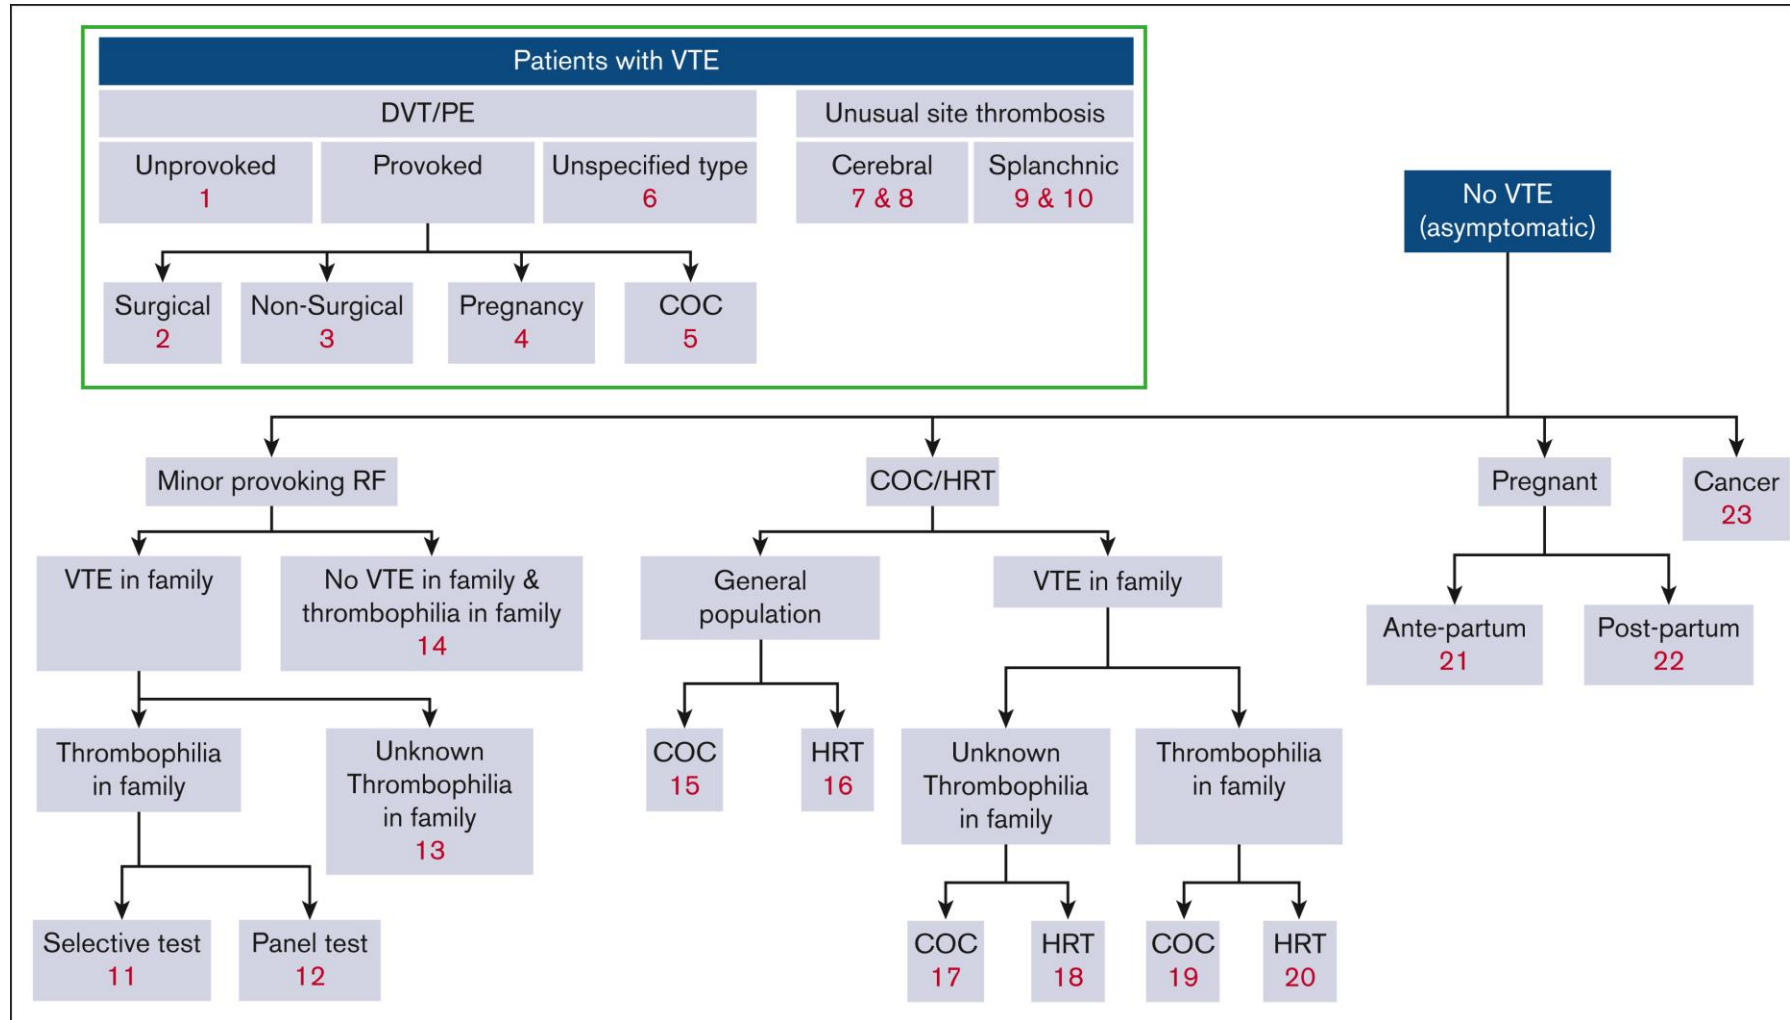 Patients with VTE
DVT/PE
Unusual site thrombosis
Unprovoked
1
Provoked
Unspecified type
6
Cerebral
7 & 8
Splanchnic
9 & 10
Surgical
2
Non-Surgical
3
Pregnancy
4
COC
5
No VTE
(asymptomatic)
Minor provoking RF
COC/HRT
Pregnant
Cancer
23
VTE in family
No VTE in family &
thrombophilia in family
14
General
population
VTE in family
Ante-partum
21
Post-partum
22
Thrombophilia
in family
Unknown
Thrombophilia
in family
13
COC
15
HRT
16
Unknown
Thrombophilia
in family
Thrombophilia
in family
Selective test
11
Panel test
12
COC
17
HRT
18
COC
19
HRT
20